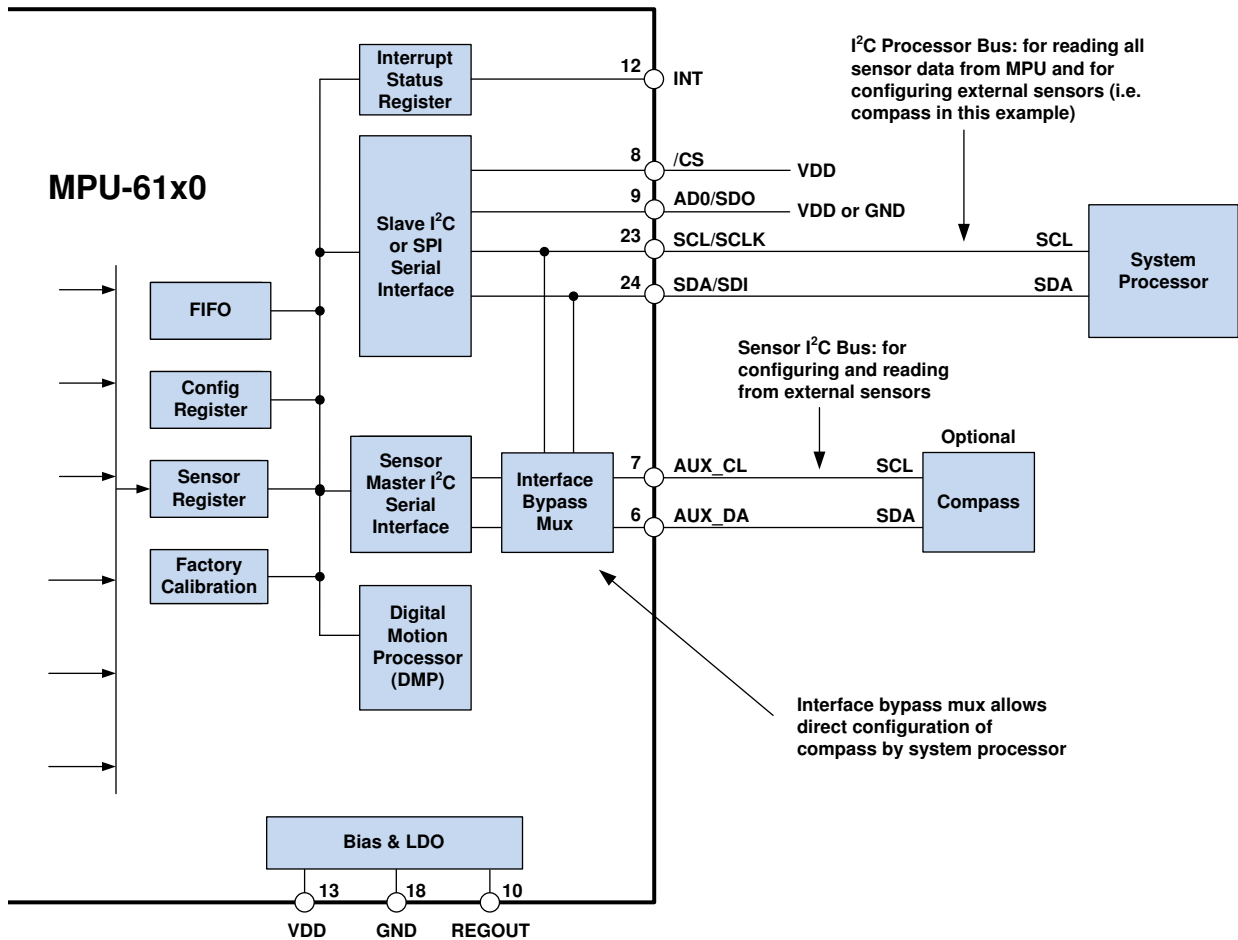 MPU-61x0
Interrupt
Status
Register
12
INT
I²C Processor Bus: for reading all
sensor data from MPU and for
configuring external sensors (i.e.
compass in this example)
Slave I²C
or SPI
Serial
Interface
8
/CS
VDD
9
AD0/SDO
VDD or GND
23
SCL/SCLK
SCL
24
SDA/SDI
SDA
System
Processor
FIFO
Config
Register
Sensor
Register
Factory
Calibration
Sensor
Master I²C
Serial
Interface
Interface
Bypass
Mux
Sensor I²C Bus: for
configuring and reading
from external sensors
7
AUX_CL
SCL
6
AUX_DA
SDA
Optional
Compass
Digital
Motion
Processor
(DMP)
Interface bypass mux allows
direct configuration of
compass by system processor
Bias & LDO
13
18
10
VDD
GND
REGOUT